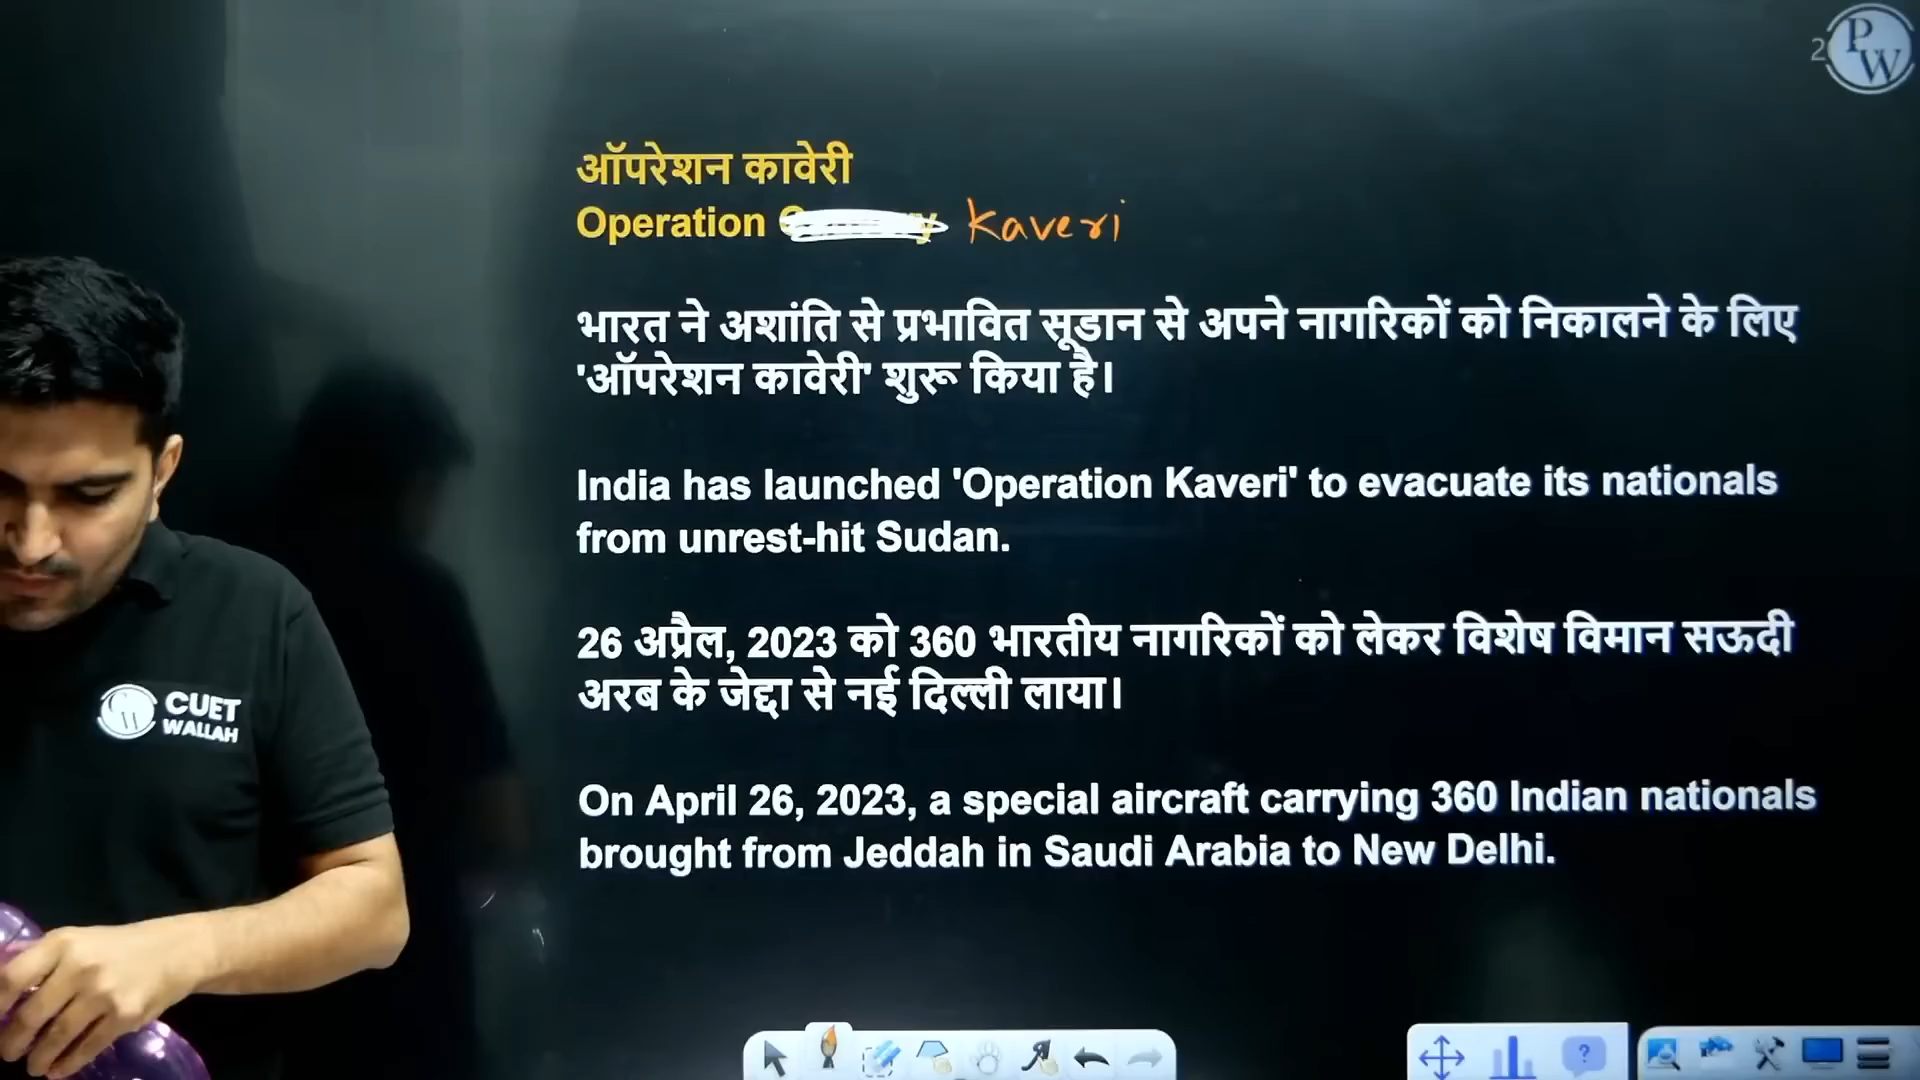 2
PW
ऑपरेशन कावेरी
Operation Kaveri
भारत ने अशांति से प्रभावित सूडान से अपने नागरिकों को निकालने के लिए
'ऑपरेशन कावेरी' शुरू किया है।
India has launched 'Operation Kaveri' to evacuate its nationals
from unrest-hit Sudan.
26 अप्रैल, 2023 को 360 भारतीय नागरिकों को लेकर विशेष विमान सऊदी
अरब के जेद्दा से नई दिल्ली लाया।
On April 26, 2023, a special aircraft carrying 360 Indian nationals
brought from Jeddah in Saudi Arabia to New Delhi.
CUET
WALLAH
?